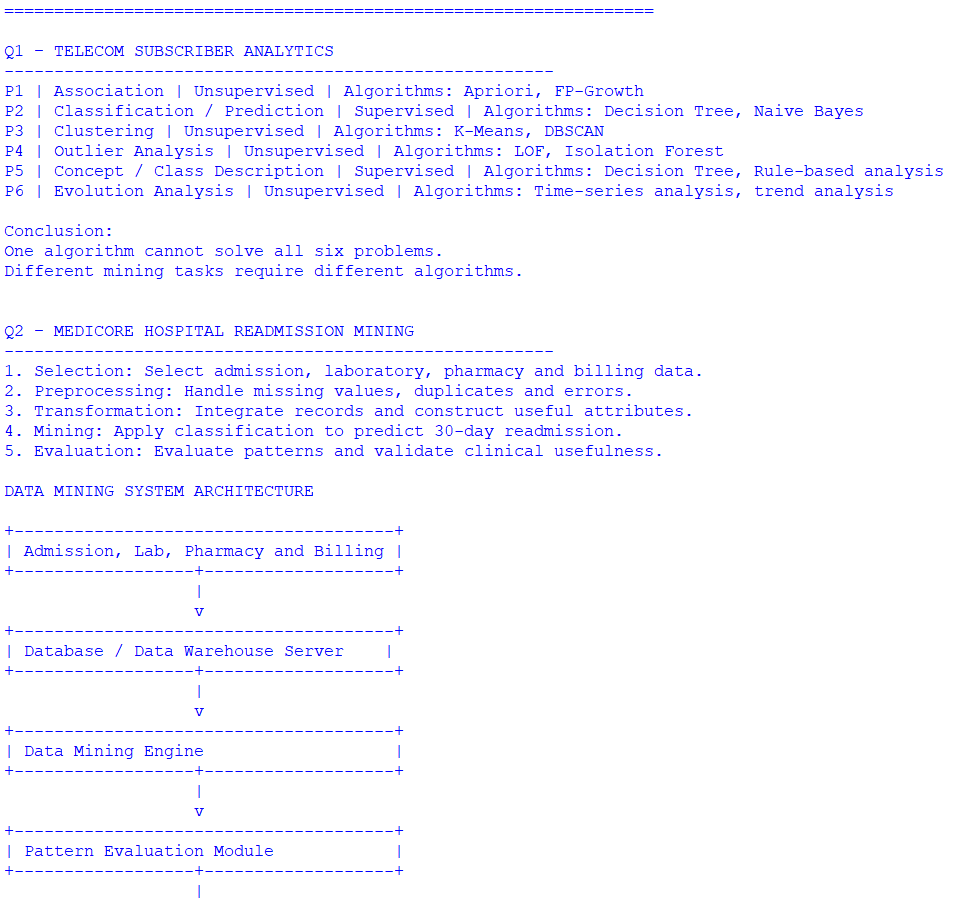 =================================================================
Q1 - TELECOM SUBSCRIBER ANALYTICS
-------------------------------------------------------
P1 | Association | Unsupervised | Algorithms: Apriori, FP-Growth
P2 | Classification / Prediction | Supervised | Algorithms: Decision Tree, Naive Bayes
P3 | Clustering | Unsupervised | Algorithms: K-Means, DBSCAN
P4 | Outlier Analysis | Unsupervised | Algorithms: LOF, Isolation Forest
P5 | Concept / Class Description | Supervised | Algorithms: Decision Tree, Rule-based analysis
P6 | Evolution Analysis | Unsupervised | Algorithms: Time-series analysis, trend analysis
Conclusion:
One algorithm cannot solve all six problems.
Different mining tasks require different algorithms.
Q2 - MEDICORE HOSPITAL READMISSION MINING
-------------------------------------------------------
1. Selection: Select admission, laboratory, pharmacy and billing data.
2. Preprocessing: Handle missing values, duplicates and errors.
3. Transformation: Integrate records and construct useful attributes.
4. Mining: Apply classification to predict 30-day readmission.
5. Evaluation: Evaluate patterns and validate clinical usefulness.
DATA MINING SYSTEM ARCHITECTURE
+--------------------------------------+
| Admission, Lab, Pharmacy and Billing |
+------------------+-------------------+
                   |
                   v
+--------------------------------------+
| Database / Data Warehouse Server    |
+------------------+-------------------+
                   |
                   v
+--------------------------------------+
| Data Mining Engine                   |
+------------------+-------------------+
                   |
                   v
+--------------------------------------+
| Pattern Evaluation Module            |
+------------------+-------------------+
                   |